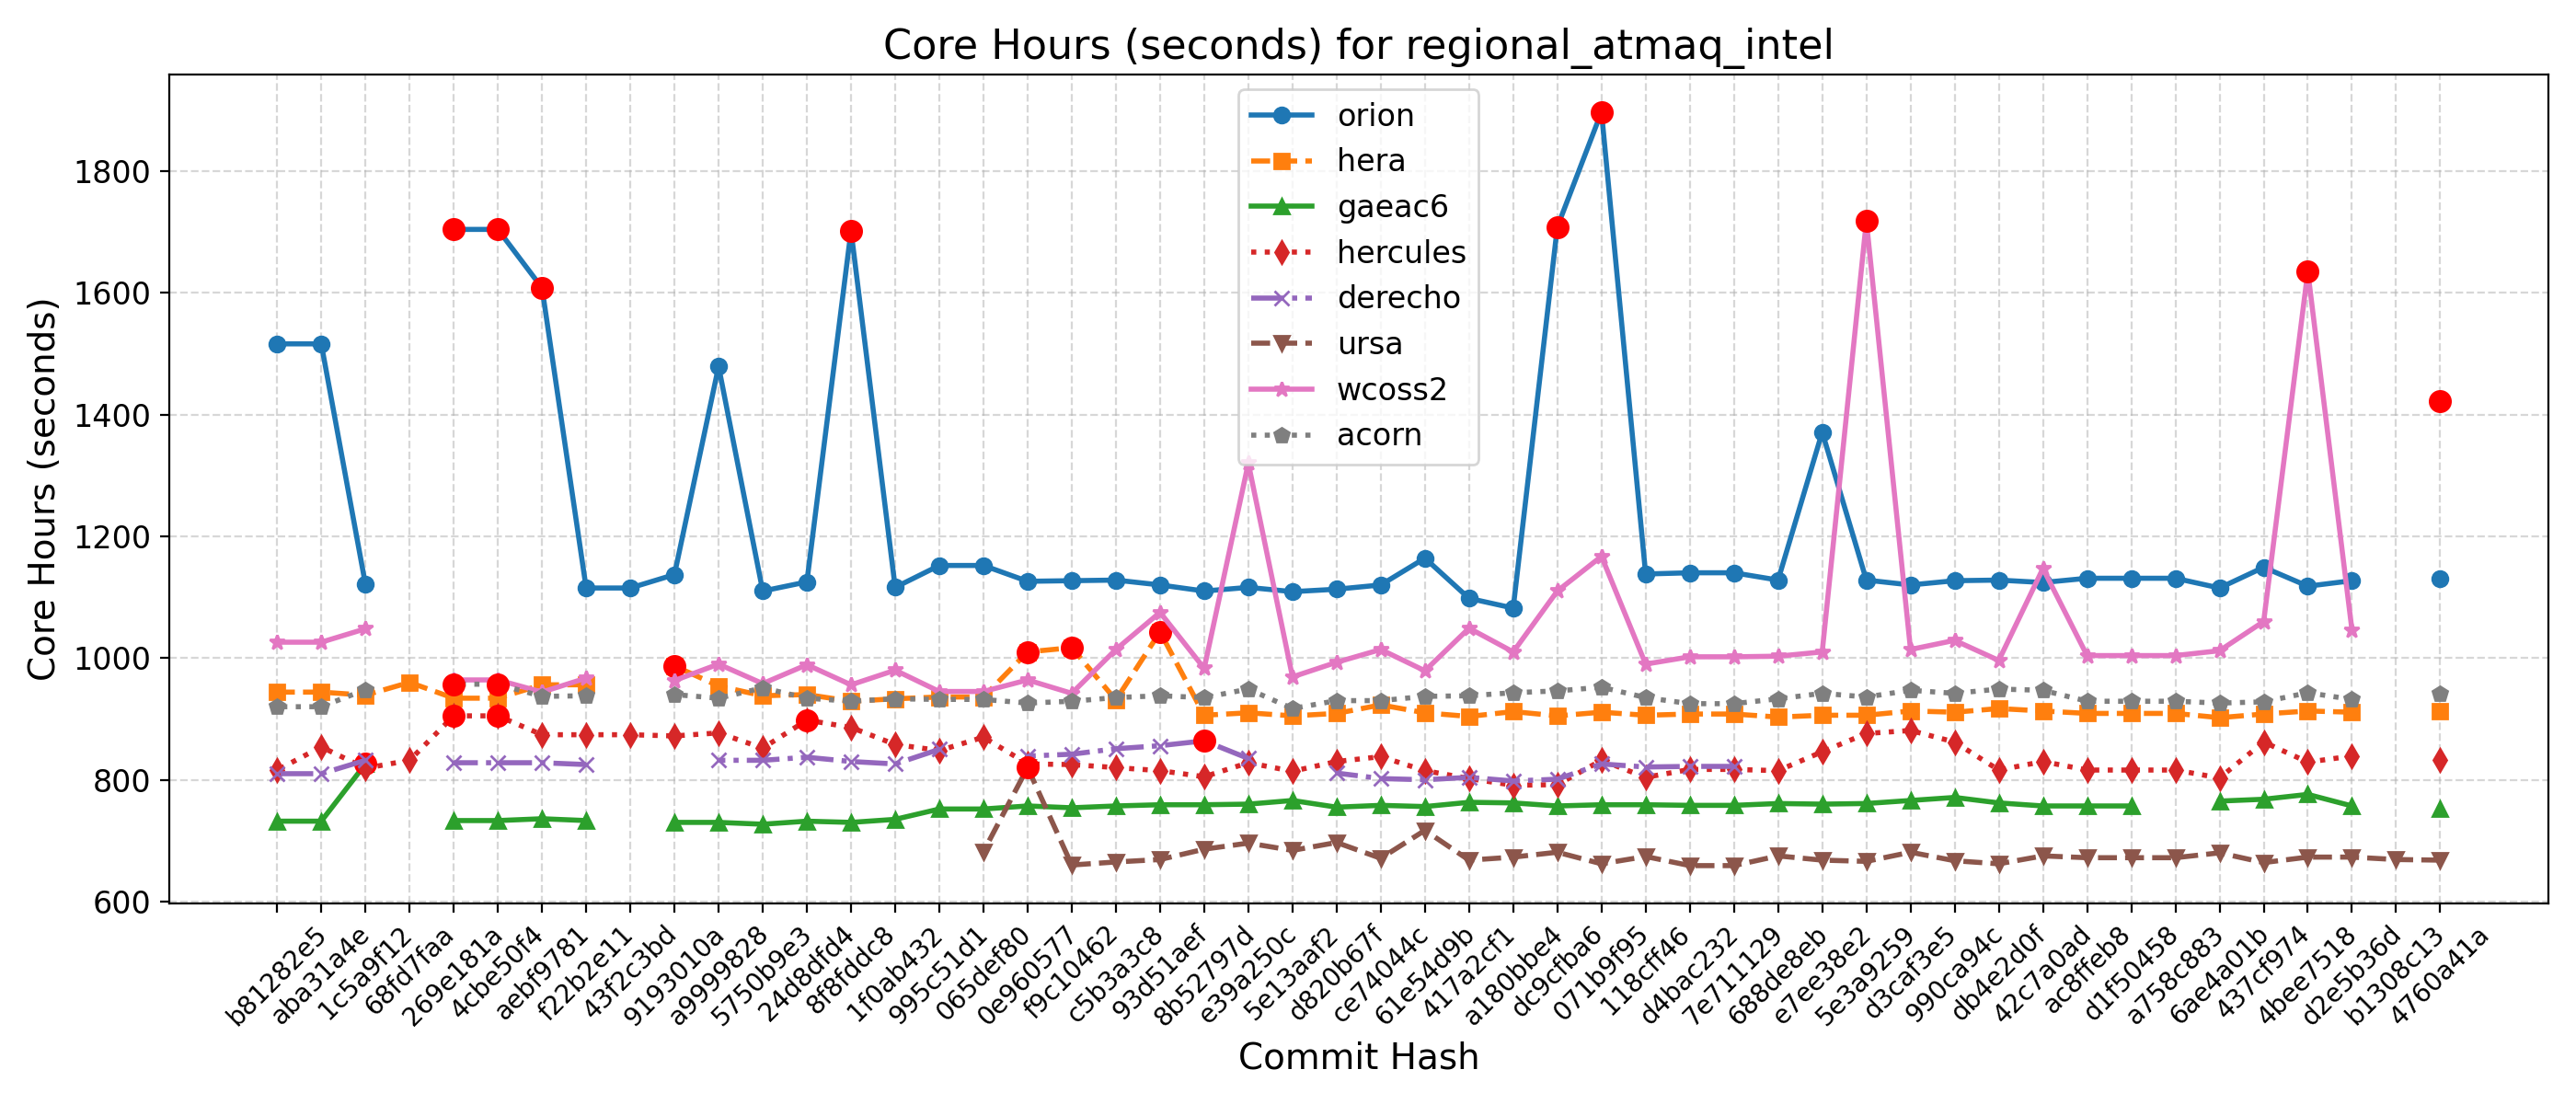 Core Hours (seconds) for regional_atmaq_intel
Core Hours (seconds)
1800
1600
1400
1200
1000
800
600
orion
hera
gaeac6
hercules
derecho
ursa
wcoss2
acorn
b81282e5
aba31a4e
1c5a9f12
68fd7faa
269e181a
4cbe50f4
aebf9781
f22b2e11
43f2c3bd
9193010a
a9999828
5750b9e3
24d8dfd4
8f8fddc8
1f0ab432
995c51d1
065def80
0e960577
f9c10462
c5b3a3c8
93d51aef
8b52797d
e39a250c
5e13aaf2
d820b67f
ce74044c
61e54d9b
417a2cf1
a180bbe4
dc9cfba6
071b9f95
118cff46
d4bac232
7e711129
688de8eb
e7ee38e2
5e3a9259
d3caf3e5
990ca94c
db4e2d0f
42c7a0ad
ac8ffeb8
d1f50458
a758c883
6ae4a01b
437cf974
4bee7518
d2e5b36d
b1308c13
4760a41a
Commit Hash